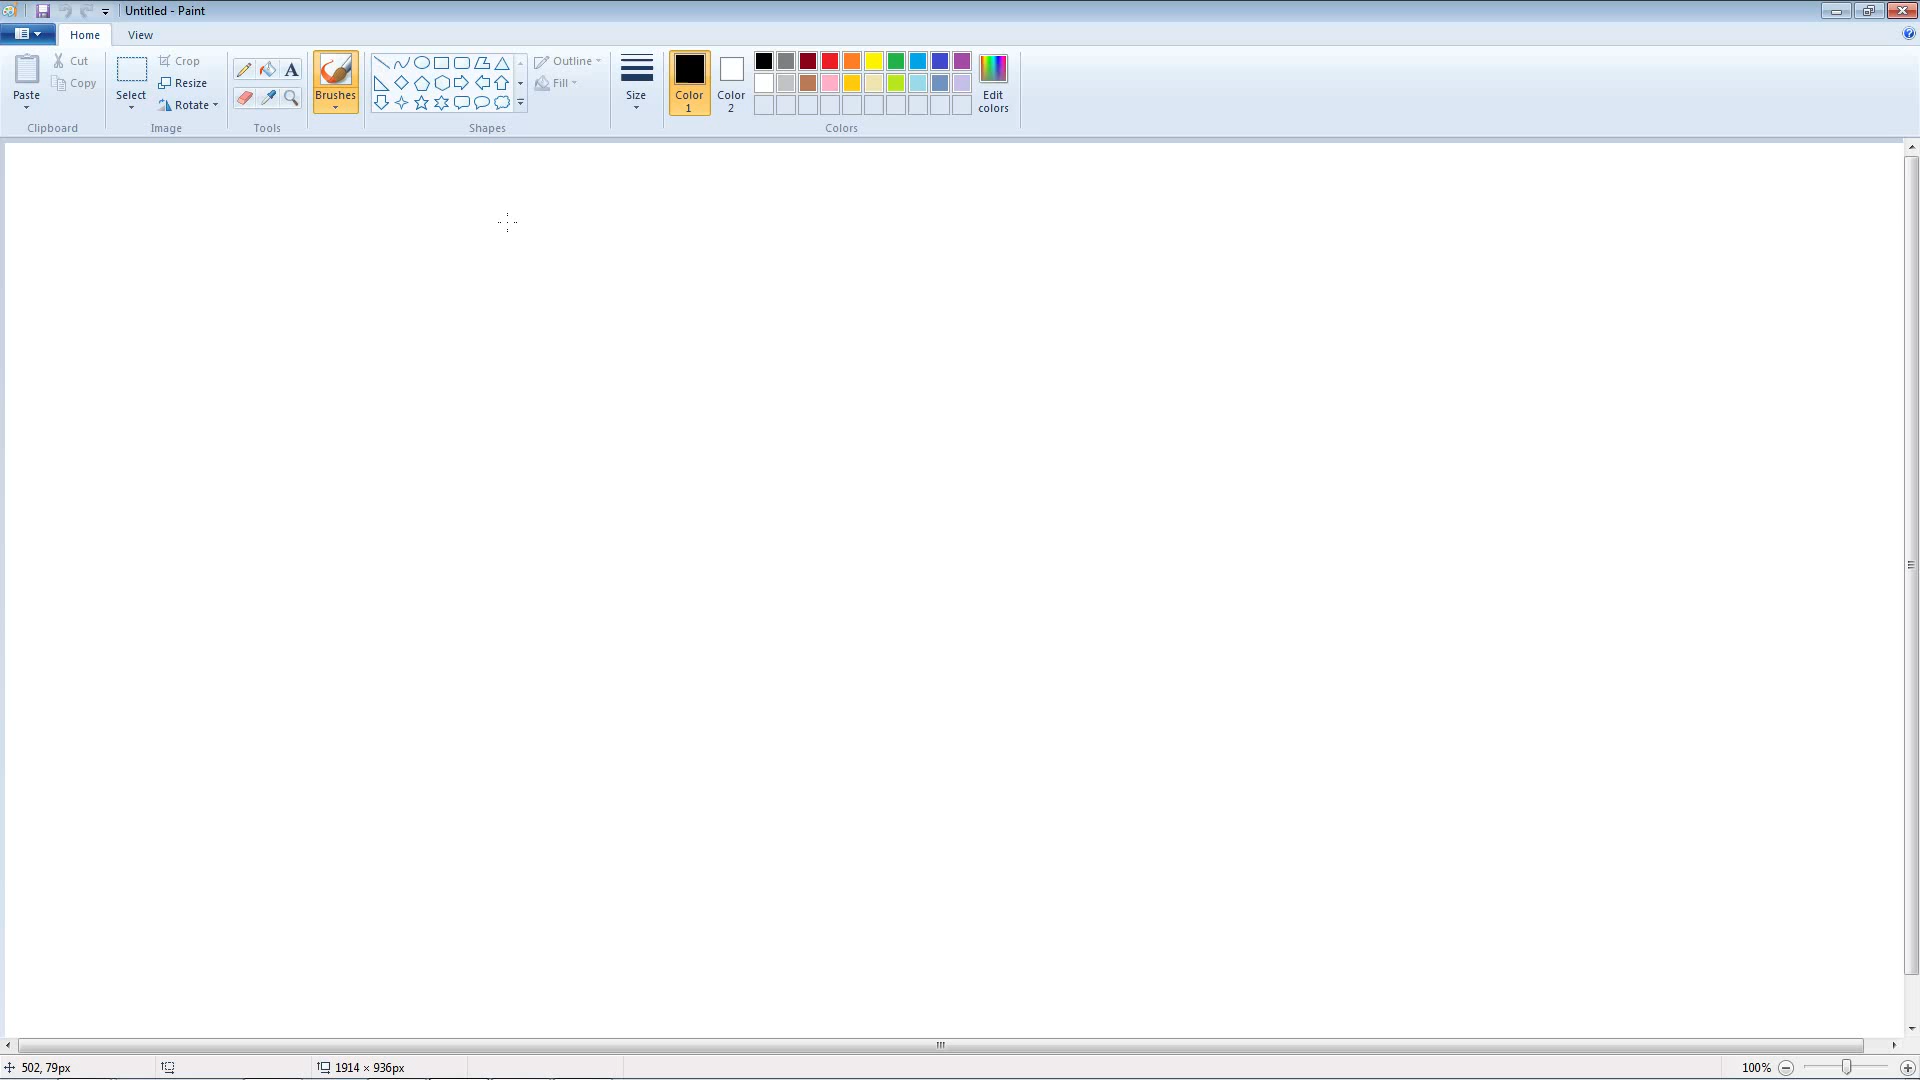 Untitled - Paint
Home View
Paste
Cut
Copy
Clipboard
Select
Crop
Resize
Rotate
Image
A
Tools
Brushes
Shapes
Outline
Fill
Size
Color 1
Color 2
Edit colors
Colors
502, 79px
1914 × 936px
100%